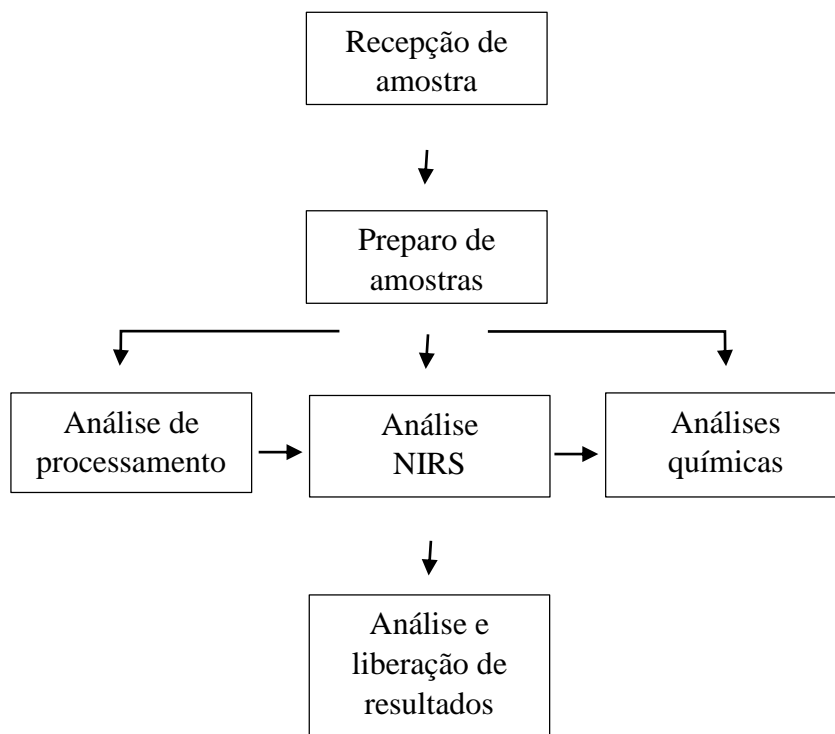 Recepção de
amostra
Preparo de
amostras
Análise de
processamento
Análise
NIRS
Análises
químicas
Análise e
liberação de
resultados